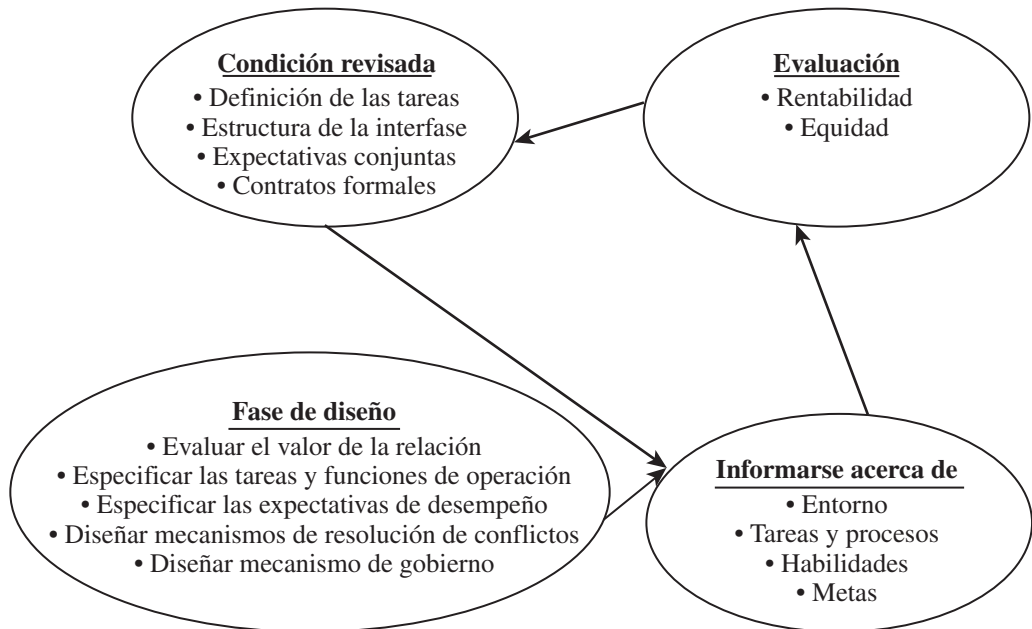 Condición revisada
• Definición de las tareas
• Estructura de la interfase
• Expectativas conjuntas
• Contratos formales
Evaluación
• Rentabilidad
• Equidad
Fase de diseño
• Evaluar el valor de la relación
• Especificar las tareas y funciones de operación
• Especificar las expectativas de desempeño
• Diseñar mecanismos de resolución de conflictos
• Diseñar mecanismo de gobierno
Informarse acerca de
• Entorno
• Tareas y procesos
• Habilidades
• Metas